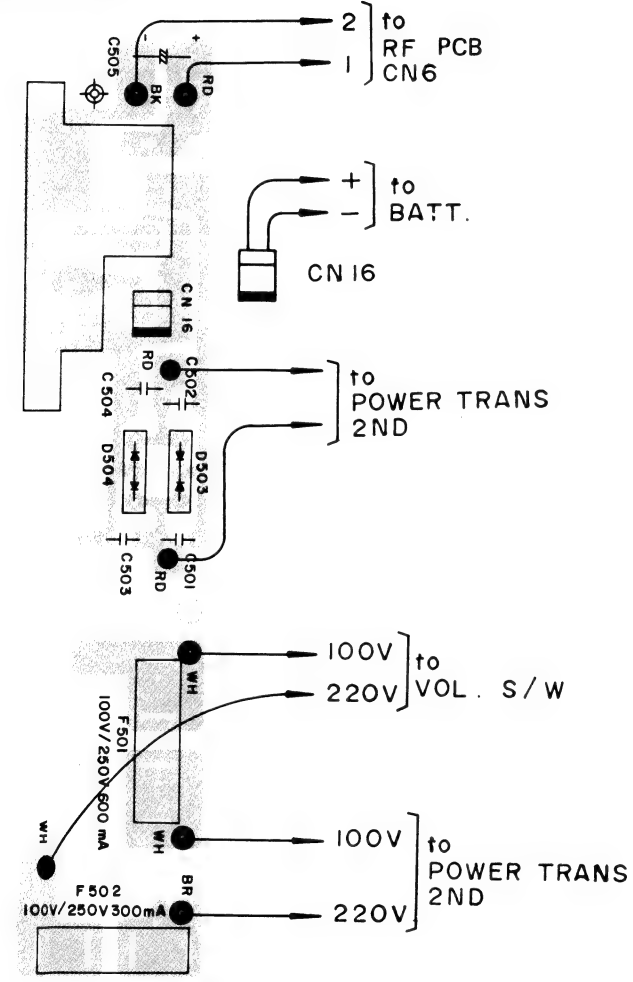 2
to
1
RF PCB
CN6
- +
C505
BK
RD
+
-
to
BATT.
CN16
CN16
RD
C502
C504
to
POWER TRANS
2ND
D504
D503
C503
RD
C501
100V
220V
to
VOL. S/W
WH
F501
100V/250V 600 mA
WH
WH
100V
220V
to
POWER TRANS
2ND
BR
F502
100V/250V 300mA